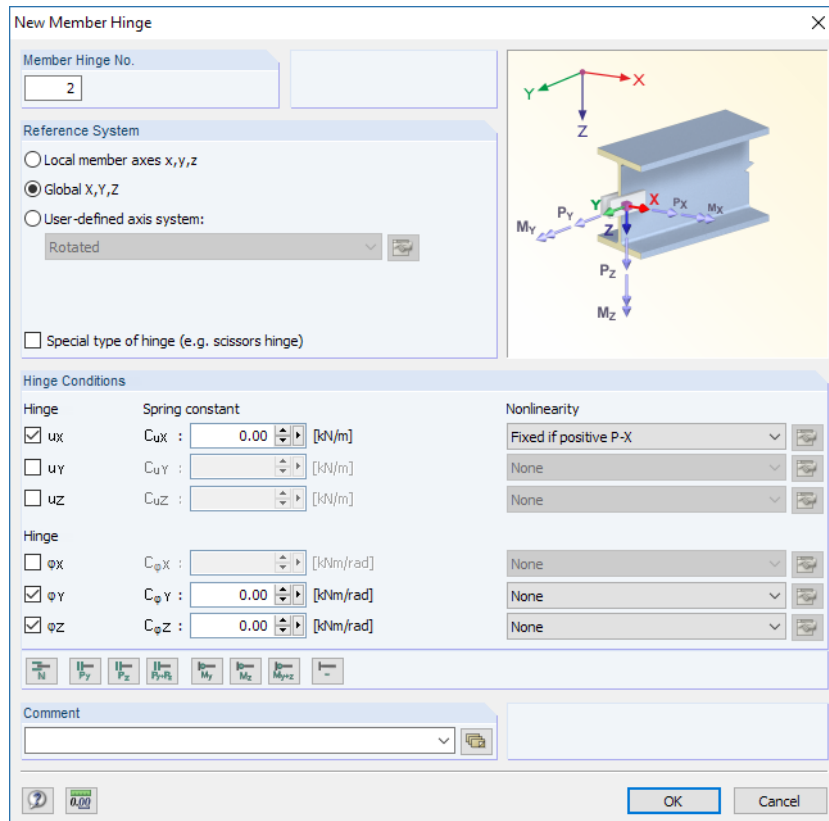 New Member Hinge
Member Hinge No.
2
Reference System
Local member axes x,y,z
Global X,Y,Z
User-defined axis system:
Rotated
Special type of hinge (e.g. scissors hinge)
X
Y
Z
Y
X
Z
PX
MX
PY
MY
PZ
MZ
Hinge Conditions
Hinge Spring constant Nonlinearity
uX CuX : 0.00 [kN/m] Fixed if positive P-X
uY CuY : [kN/m] None
uZ CuZ : [kN/m] None
Hinge
φX CφX : [kNm/rad] None
φY CφY : 0.00 [kNm/rad] None
φZ CφZ : 0.00 [kNm/rad] None
N Py Pz Py+Pz My Mz My+z -
Comment
0.00 OK Cancel